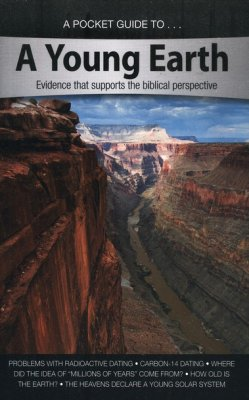 A POCKET GUIDE TO . . .
A Young Earth
Evidence that supports the biblical perspective
PROBLEMS WITH RADIOACTIVE DATING • CARBON-14 DATING • WHERE
DID THE IDEA OF "MILLIONS OF YEARS" COME FROM? • HOW OLD IS
THE EARTH? • THE HEAVENS DECLARE A YOUNG SOLAR SYSTEM